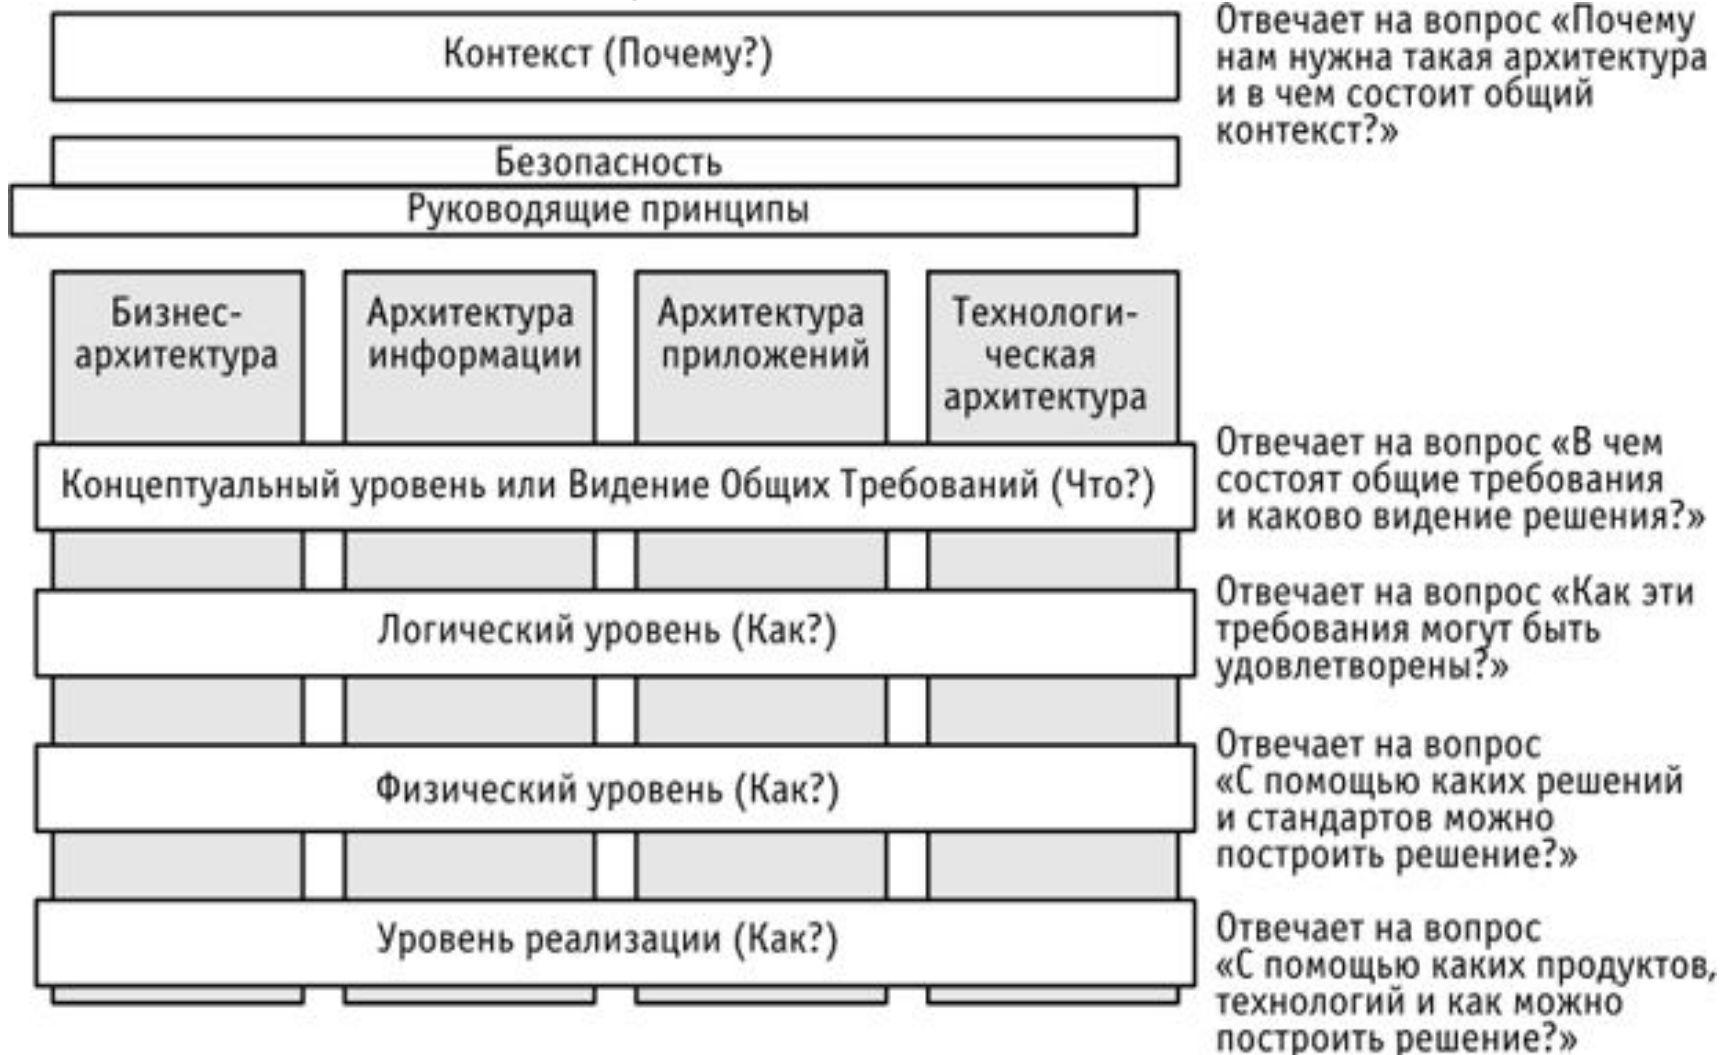 Контекст (Почему?)
Отвечает на вопрос «Почему
нам нужна такая архитектура
и в чем состоит общий
контекст?»
Безопасность
Руководящие принципы
Бизнес-
архитектура
Архитектура
информации
Архитектура
приложений
Технологи-
ческая
архитектура
Концептуальный уровень или Видение Общих Требований (Что?)
Отвечает на вопрос «В чем
состоят общие требования
и каково видение решения?»
Логический уровень (Как?)
Отвечает на вопрос «Как эти
требования могут быть
удовлетворены?»
Физический уровень (Как?)
Отвечает на вопрос
«С помощью каких решений
и стандартов можно
построить решение?»
Уровень реализации (Как?)
Отвечает на вопрос
«С помощью каких продуктов,
технологий и как можно
построить решение?»